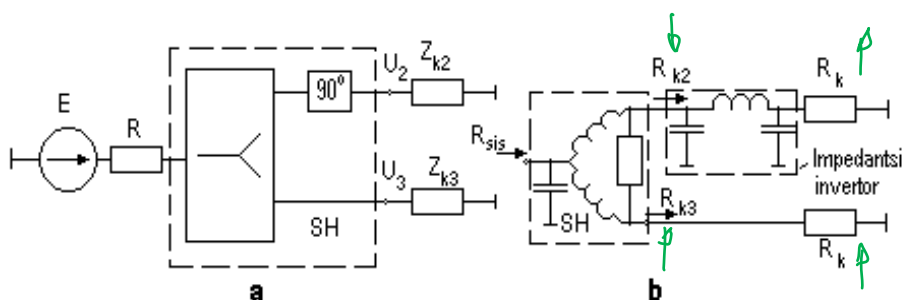 E
R
90°
U₂
Zₖ₂
U₃
Zₖ₃
SH
a
Rsis
SH
Rk2
Rk
Rk3
Rk
Impedantsi
invertor
b
b
p
p
p